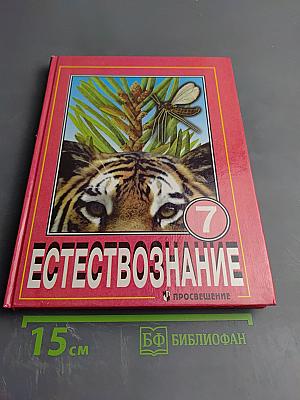 7
ЕСТЕСТВОЗНАНИЕ
ПРОСВЕЩЕНИЕ
15 см
БФ БИБЛИОФАН